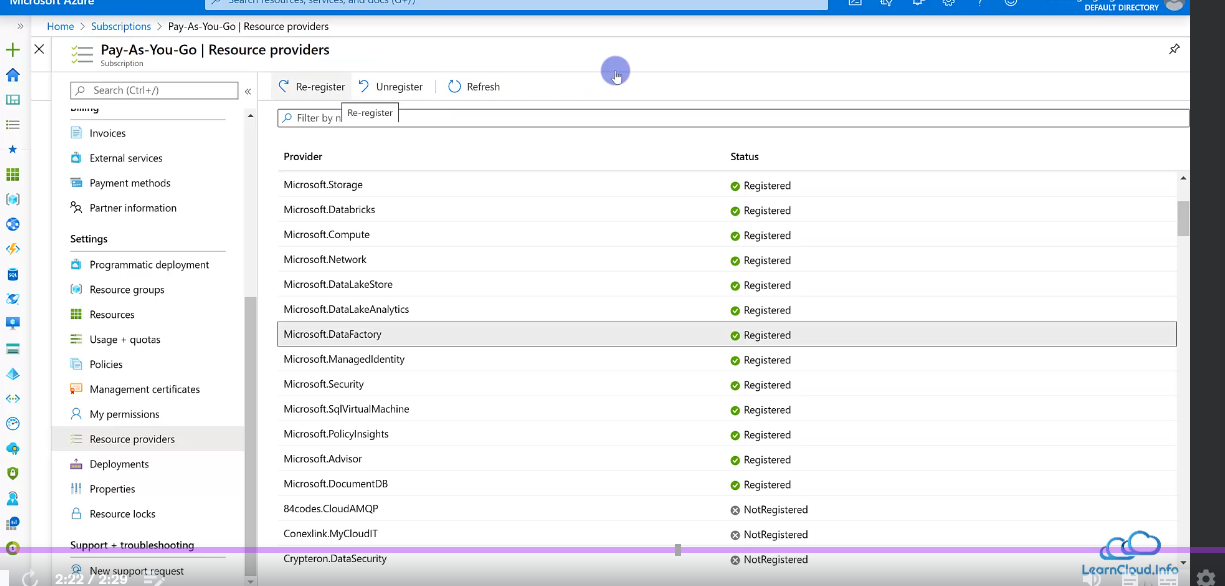 Microsoft Azure
Search resources, services, and docs (G+/)
DEFAULT DIRECTORY
Home > Subscriptions > Pay-As-You-Go | Resource providers
Pay-As-You-Go | Resource providers
Subscription
Search (Ctrl+/)
Billing
Invoices
External services
Payment methods
Partner information
Settings
Programmatic deployment
Resource groups
Resources
Usage + quotas
Policies
Management certificates
My permissions
Resource providers
Deployments
Properties
Resource locks
Support + troubleshooting
New support request
Re-register
Unregister
Refresh
Filter by n
Re-register
Provider Status
Microsoft.Storage Registered
Microsoft.Databricks Registered
Microsoft.Compute Registered
Microsoft.Network Registered
Microsoft.DataLakeStore Registered
Microsoft.DataLakeAnalytics Registered
Microsoft.DataFactory Registered
Microsoft.ManagedIdentity Registered
Microsoft.Security Registered
Microsoft.SqlVirtualMachine Registered
Microsoft.PolicyInsights Registered
Microsoft.Advisor Registered
Microsoft.DocumentDB Registered
84codes.CloudAMQP NotRegistered
Conexlink.MyCloudIT NotRegistered
Crypteron.DataSecurity NotRegistered
LearnCloud.Info
2:22 / 2:29